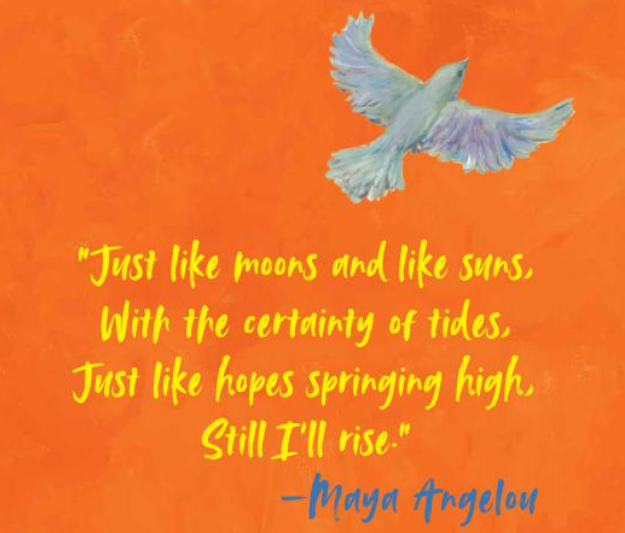 "Just like moons and like suns,
With the certainty of tides,
Just like hopes springing high,
Still I'll rise."
—Maya Angelou